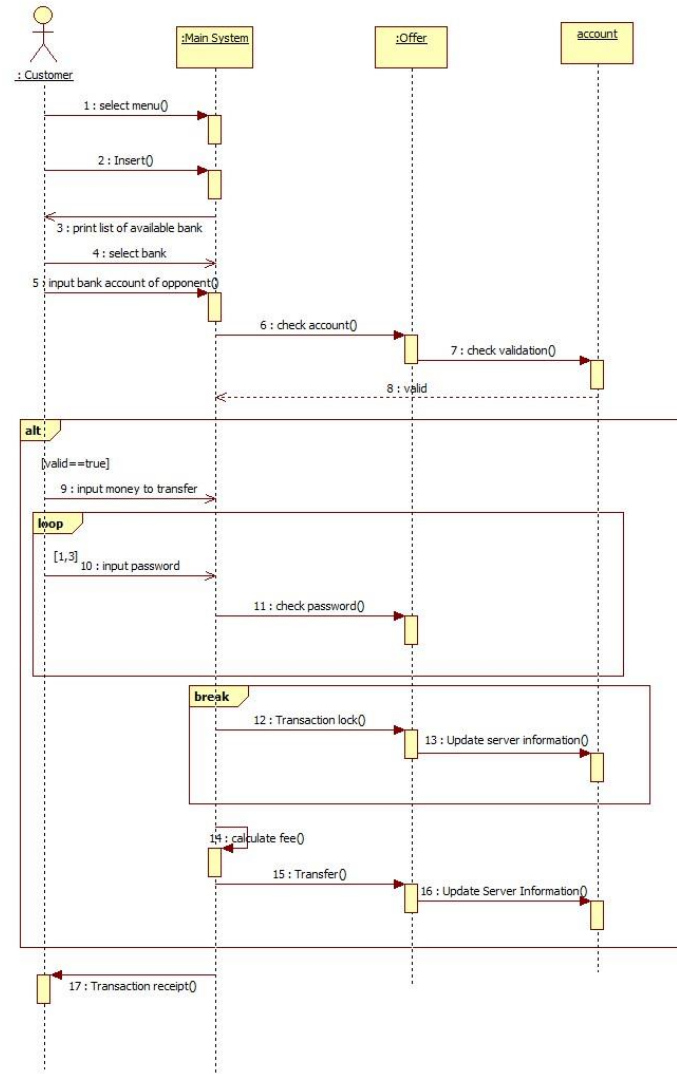 : Customer
:Main System
:Offer
account
1 : select menu()
2 : Insert()
3 : print list of available bank
4 : select bank
5 : input bank account of opponent()
6 : check account()
7 : check validation()
8 : valid
alt
[valid==true]
9 : input money to transfer
loop
[1,3]
10 : input password
11 : check password()
break
12 : Transaction lock()
13 : Update server information()
14 : calculate fee()
15 : Transfer()
16 : Update Server Information()
17 : Transaction receipt()